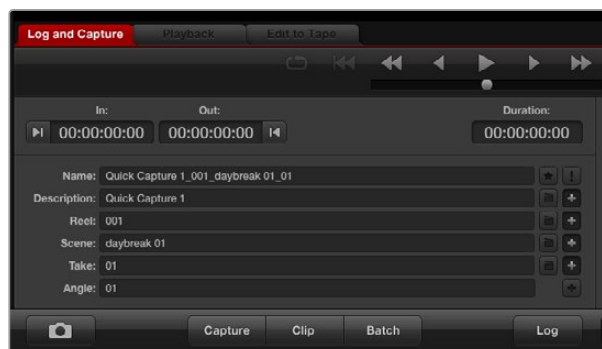 Log and Capture Playback Edit to Tape
In: Out: Duration:
00:00:00:00 00:00:00:00 00:00:00:00
Name: Quick Capture 1_001_daybreak 01_01
Description: Quick Capture 1
Reel: 001
Scene: daybreak 01
Take: 01
Angle: 01
Capture Clip Batch Log